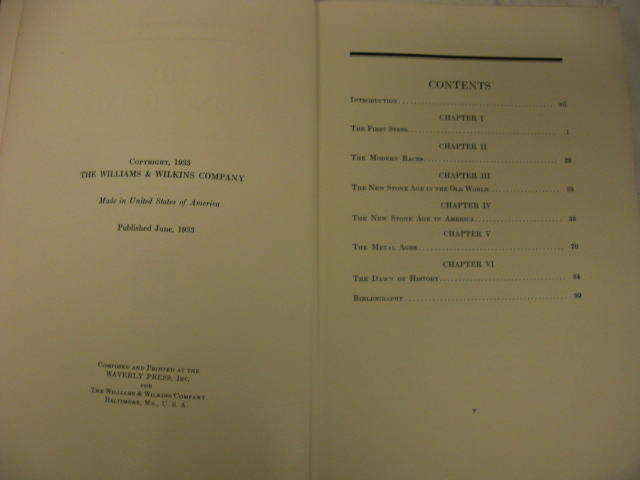 COPYRIGHT, 1933
THE WILLIAMS & WILKINS COMPANY
Made in United States of America
Published June, 1933
COMPOSED AND PRINTED AT THE
WAVERLY PRESS, INC.
FOR
THE WILLIAMS & WILKINS COMPANY
BALTIMORE, MD., U. S. A.
CONTENTS
INTRODUCTION vii
CHAPTER I
THE FIRST STEPS 1
CHAPTER II
THE MODERN RACES
CHAPTER III
THE NEW STONE AGE IN THE OLD WORLD
CHAPTER IV
THE NEW STONE AGE IN AMERICA
CHAPTER V
THE METAL AGES 70
CHAPTER VI
THE DAWN OF HISTORY 84
BIBLIOGRAPHY 99
v